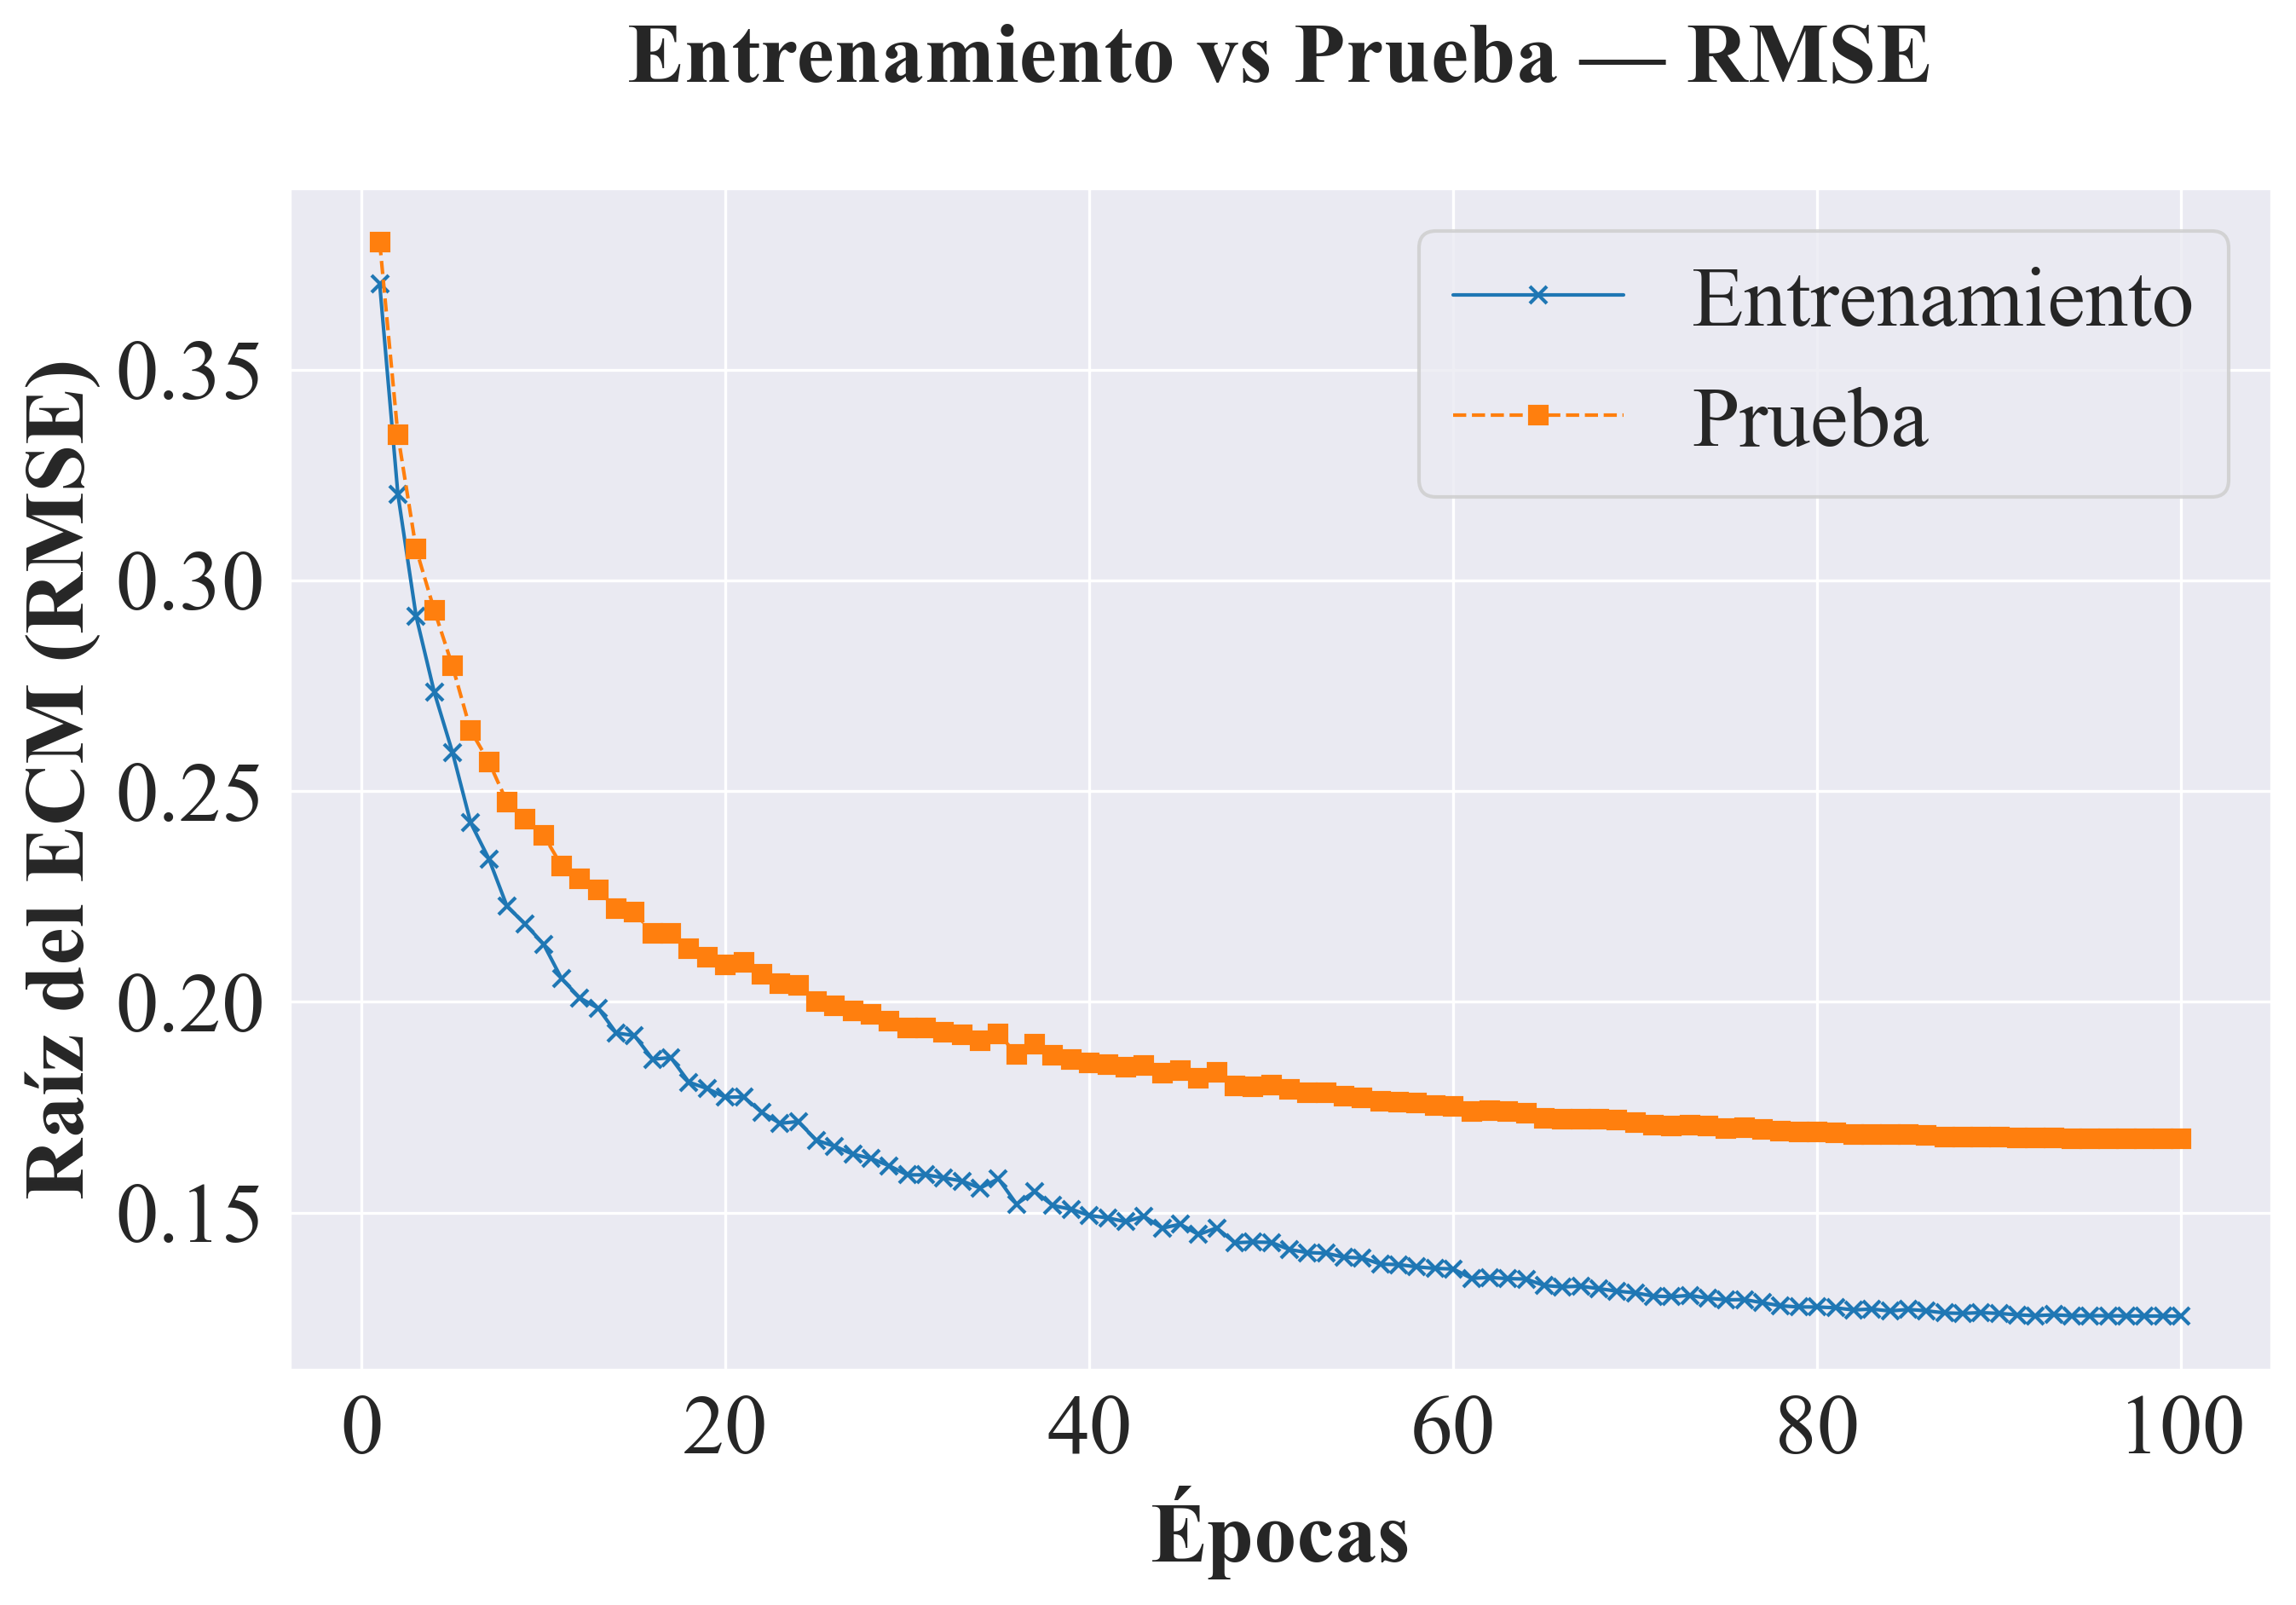 Entrenamiento vs Prueba — RMSE
Entrenamiento
Prueba
Raíz del ECM (RMSE)
0.35
0.30
0.25
0.20
0.15
0
20
40
60
80
100
Épocas